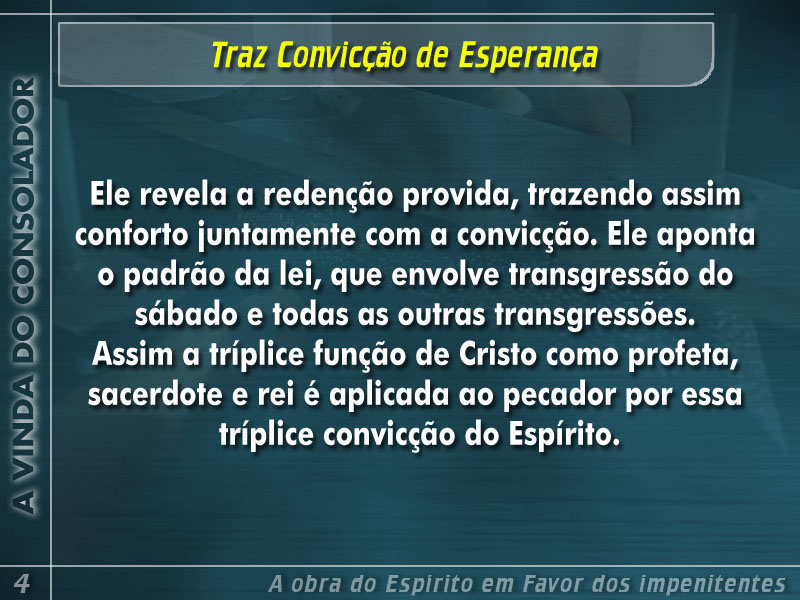 Traz Convicção de Esperança
A VINDA DO CONSOLADOR
Ele revela a redenção provida, trazendo assim
conforto juntamente com a convicção. Ele aponta
o padrão da lei, que envolve transgressão do
sábado e todas as outras transgressões.
Assim a tríplice função de Cristo como profeta,
sacerdote e rei é aplicada ao pecador por essa
tríplice convicção do Espírito.
4
A obra do Espírito em Favor dos impenitentes